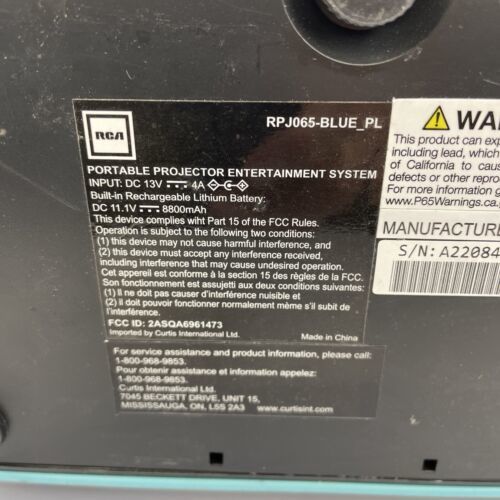 RCA
RPJ065-BLUE_PL
PORTABLE PROJECTOR ENTERTAINMENT SYSTEM
INPUT: DC 13V 4A
Built-in Rechargeable Lithium Battery:
DC 11.1V 8800mAh
This device complies wiht Part 15 of the FCC Rules.
Operation is subject to the following two conditions:
(1) this device may not cause harmful interference, and
(2) this device must accept any interference received,
including interference that may cause undesired operation.
Cet appareil est conforme à la section 15 des règles de la FCC.
Son fonctionnement est assujetti aux deux conditions suivantes:
(1) Il ne doit pas causer d'interférence nuisible et
(2) Il doit pouvoir fonctionner normalement même s'il subit de
l'interférence.
FCC ID: 2ASQA6961473
Imported by Curtis International Ltd.
Made in China
For service assistance and product information, please call:
1-800-968-9853.
Pour obtenir assistance et information appelez:
1-800-968-9853.
Curtis International Ltd.
7045 BECKETT DRIVE, UNIT 15,
MISSISSAUGA, ON, L5S 2A3
www.curtisint.com
WA
This product can exp
including lead, which
of California to cause
defects or other reprod
For more information g
www.P65Warnings.ca.
MANUFACTURE
S/N: A22084